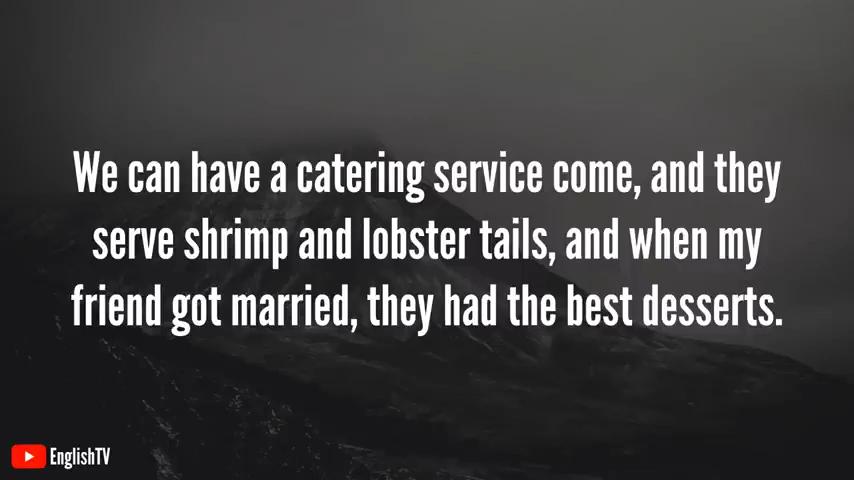 We can have a catering service come, and they
serve shrimp and lobster tails, and when my
friend got married, they had the best desserts.
EnglishTV